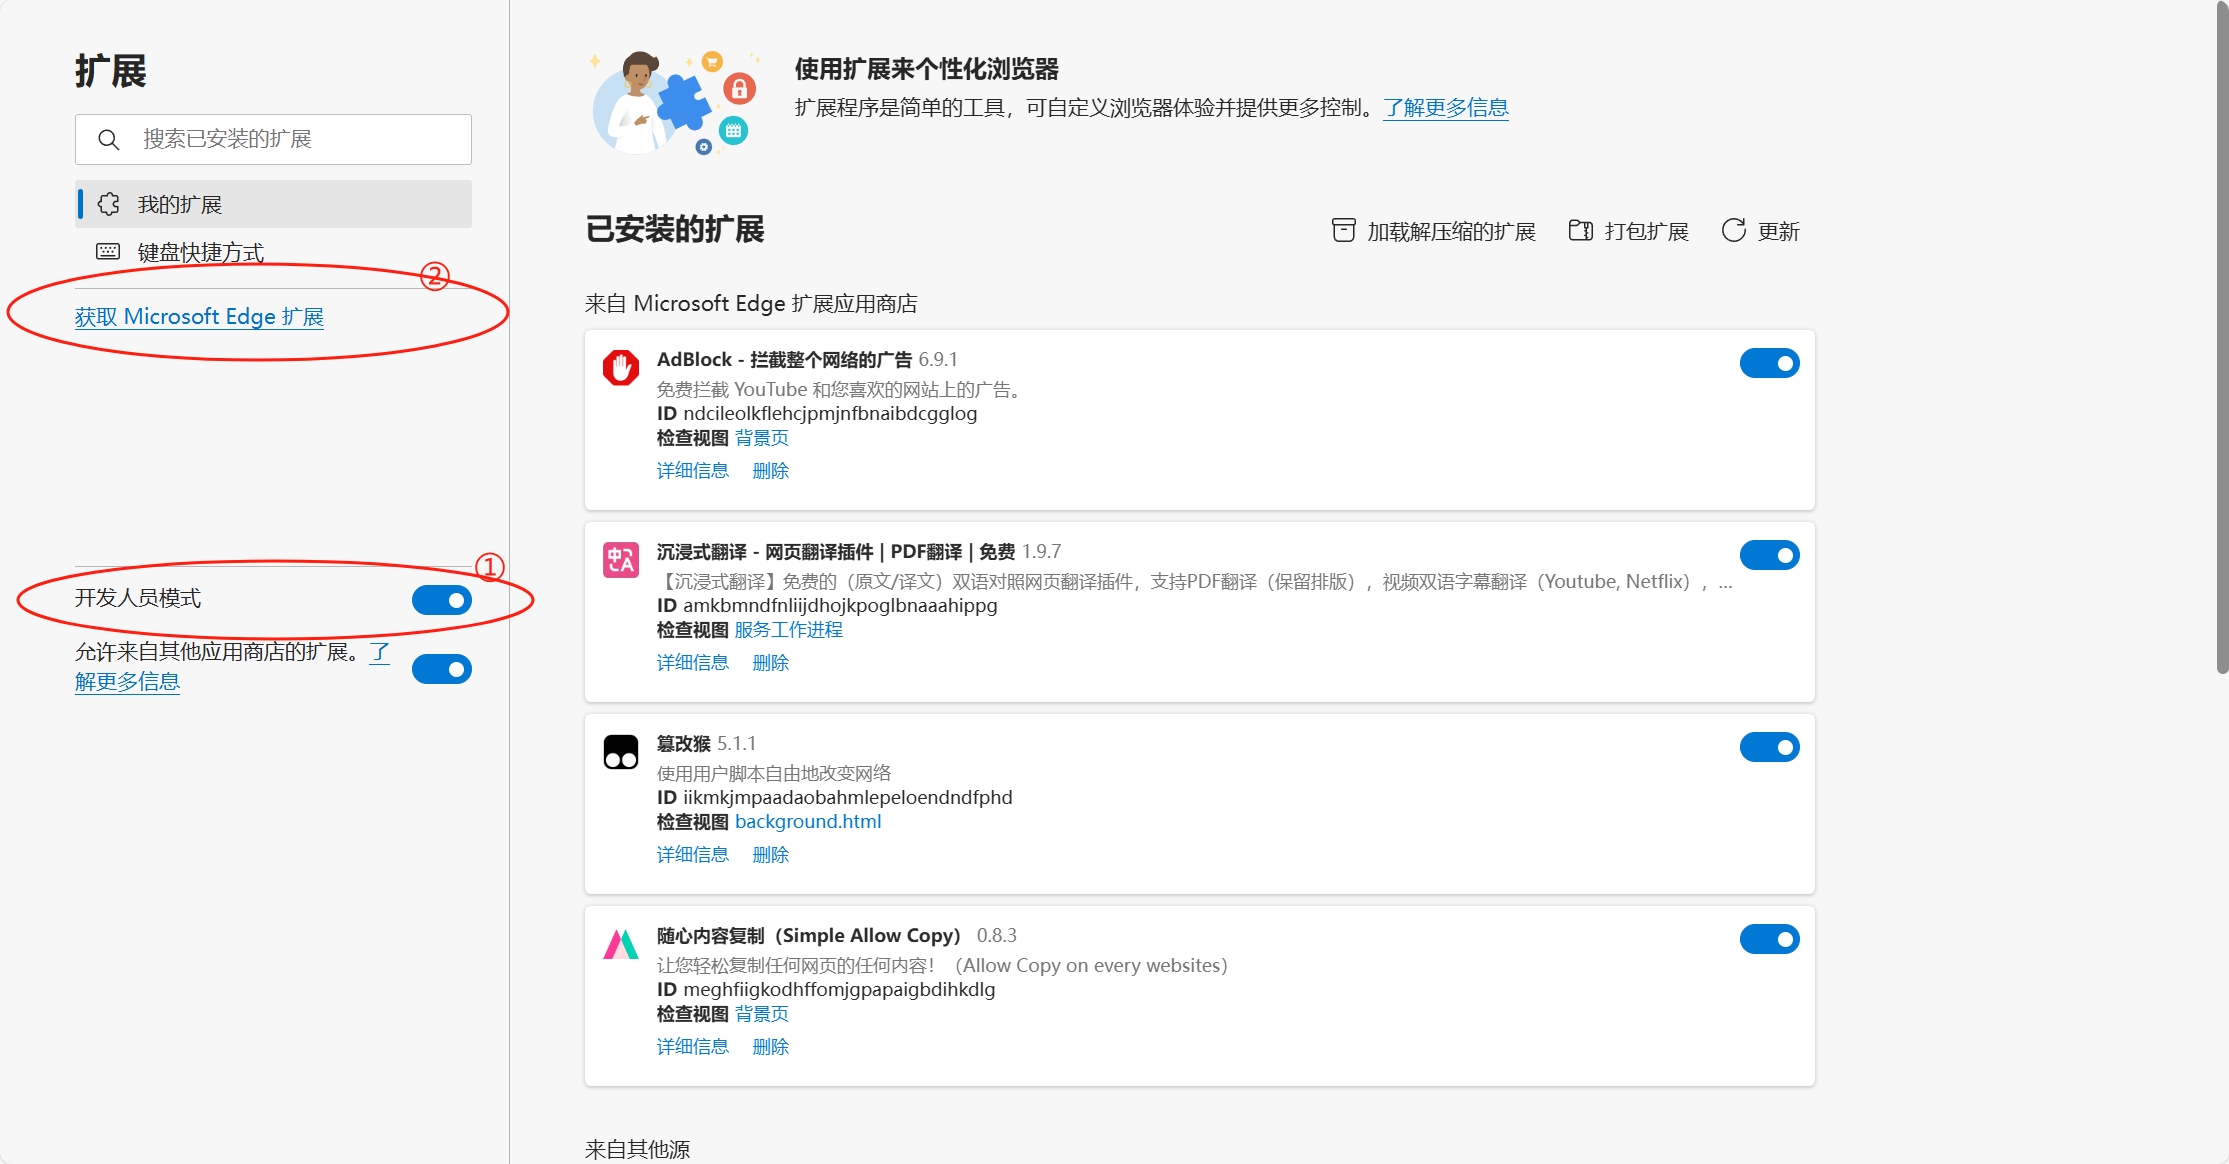 扩展
搜索已安装的扩展
我的扩展
键盘快捷方式
②
获取 Microsoft Edge 扩展
①
开发人员模式
允许来自其他应用商店的扩展。了
解更多信息
使用扩展来个性化浏览器
扩展程序是简单的工具，可自定义浏览器体验并提供更多控制。了解更多信息
已安装的扩展
加载解压缩的扩展 打包扩展 更新
来自 Microsoft Edge 扩展应用商店
AdBlock - 拦截整个网络的广告 6.9.1
免费拦截 YouTube 和您喜欢的网站上的广告。
ID ndcileolkflehcjpmjnfbnaibdcgglog
检查视图 背景页
详细信息 删除
沉浸式翻译 - 网页翻译插件 | PDF翻译 | 免费 1.9.7
【沉浸式翻译】免费的（原文/译文）双语对照网页翻译插件，支持PDF翻译（保留排版），视频双语字幕翻译（Youtube, Netflix），...
ID amkbmndfnliijdhojkpoglbnaaahippg
检查视图 服务工作进程
详细信息 删除
篡改猴 5.1.1
使用用户脚本自由地改变网络
ID iikmkjmpaadaobahmlepeloendndfphd
检查视图 background.html
详细信息 删除
随心内容复制（Simple Allow Copy） 0.8.3
让您轻松复制任何网页的任何内容！（Allow Copy on every websites）
ID meghfiigkodhffomjgpapaigbdihkdlg
检查视图 背景页
详细信息 删除
来自其他源